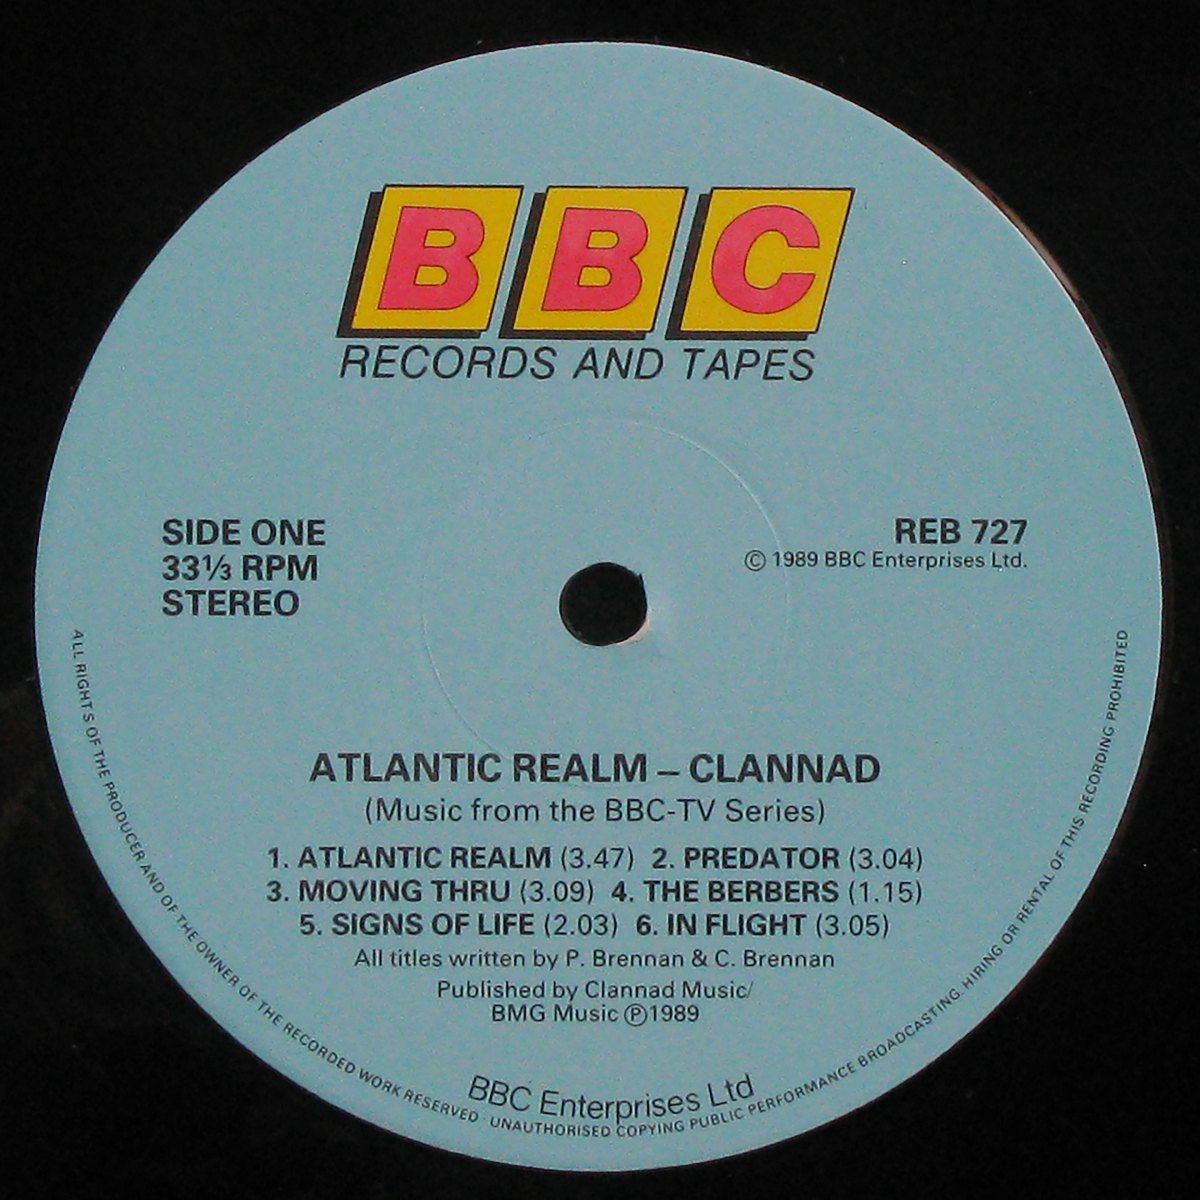 BBC
RECORDS AND TAPES
SIDE ONE
33⅓ RPM
STEREO
REB 727
© 1989 BBC Enterprises Ltd.
ATLANTIC REALM – CLANNAD
(Music from the BBC-TV Series)
1. ATLANTIC REALM (3.47) 2. PREDATOR (3.04)
3. MOVING THRU (3.09) 4. THE BERBERS (1.15)
5. SIGNS OF LIFE (2.03) 6. IN FLIGHT (3.05)
All titles written by P. Brennan & C. Brennan
Published by Clannad Music/
BMG Music ℗1989
BBC Enterprises Ltd
ALL RIGHTS OF THE PRODUCER AND OF THE OWNER OF THE RECORDED WORK RESERVED · UNAUTHORISED COPYING PUBLIC PERFORMANCE BROADCASTING. HIRING OR RENTAL OF THIS RECORDING PROHIBITED